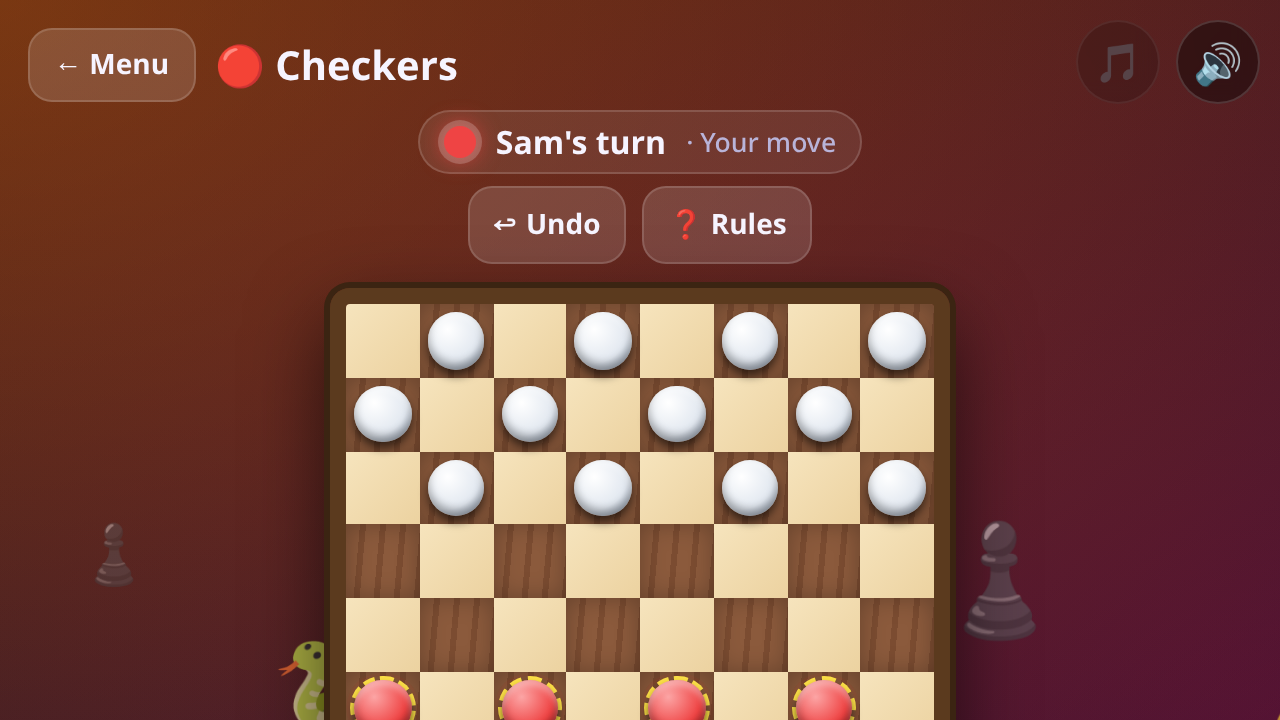 ← Menu
Checkers
Sam's turn · Your move
↩ Undo
❓ Rules